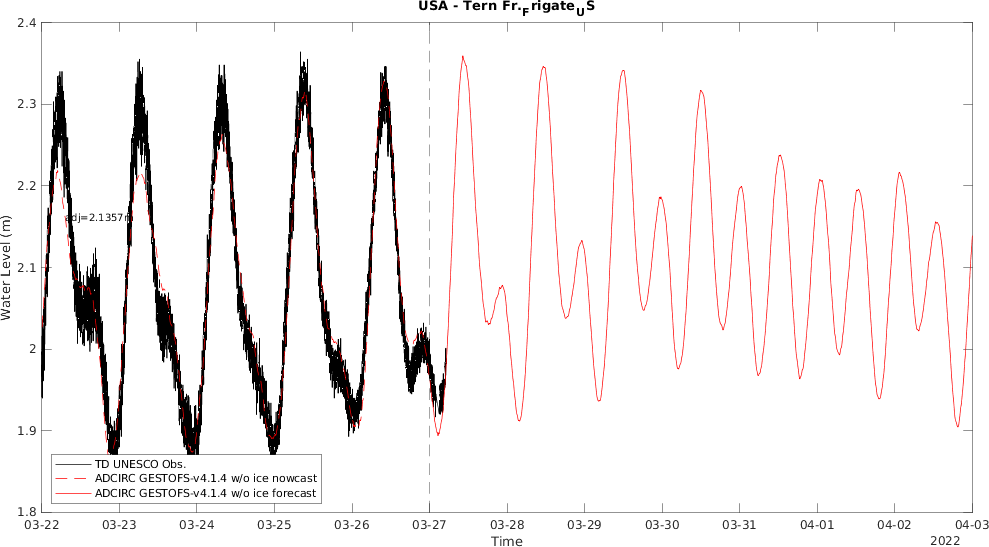 USA - Tern Fr.FrigateUS
Water Level (m)
2.4
2.3
2.2
2.1
2
1.9
1.8
adj=2.1357
TD UNESCO Obs.
ADCIRC GESTOFS-v4.1.4 w/o ice nowcast
ADCIRC GESTOFS-v4.1.4 w/o ice forecast
03-22 03-23 03-24 03-25 03-26 03-27 03-28 03-29 03-30 03-31 04-01 04-02 04-03
Time
2022